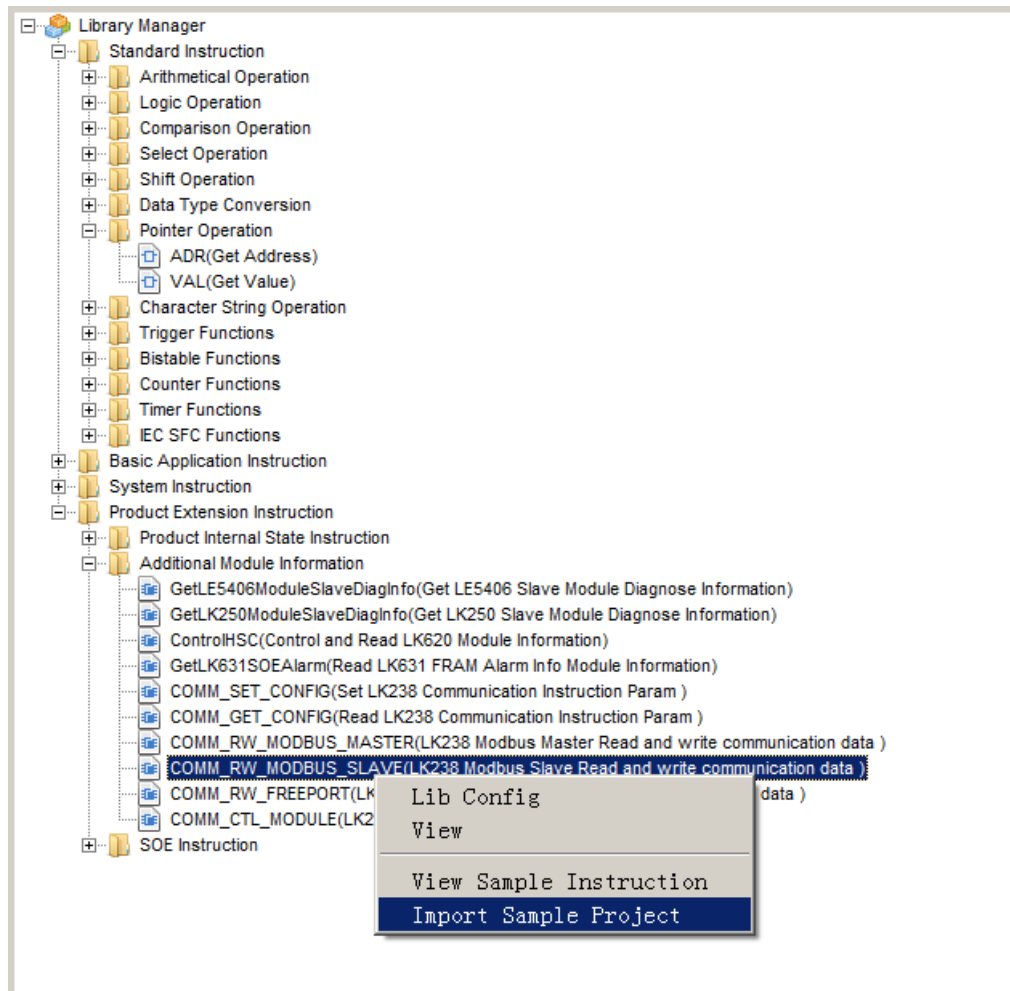 Library Manager
Standard Instruction
Arithmetical Operation
Logic Operation
Comparison Operation
Select Operation
Shift Operation
Data Type Conversion
Pointer Operation
ADR(Get Address)
VAL(Get Value)
Character String Operation
Trigger Functions
Bistable Functions
Counter Functions
Timer Functions
IEC SFC Functions
Basic Application Instruction
System Instruction
Product Extension Instruction
Product Internal State Instruction
Additional Module Information
GetLE5406ModuleSlaveDiagInfo(Get LE5406 Slave Module Diagnose Information)
GetLK250ModuleSlaveDiagInfo(Get LK250 Slave Module Diagnose Information)
ControlHSC(Control and Read LK620 Module Information)
GetLK631SOEAlarm(Read LK631 FRAM Alarm Info Module Information)
COMM_SET_CONFIG(Set LK238 Communication Instruction Param )
COMM_GET_CONFIG(Read LK238 Communication Instruction Param )
COMM_RW_MODBUS_MASTER(LK238 Modbus Master Read and write communication data )
COMM_RW_MODBUS_SLAVE(LK238 Modbus Slave Read and write communication data )
COMM_RW_FREEPORT(LK data )
COMM_CTL_MODULE(LK2
SOE Instruction
Lib Config
View
View Sample Instruction
Import Sample Project